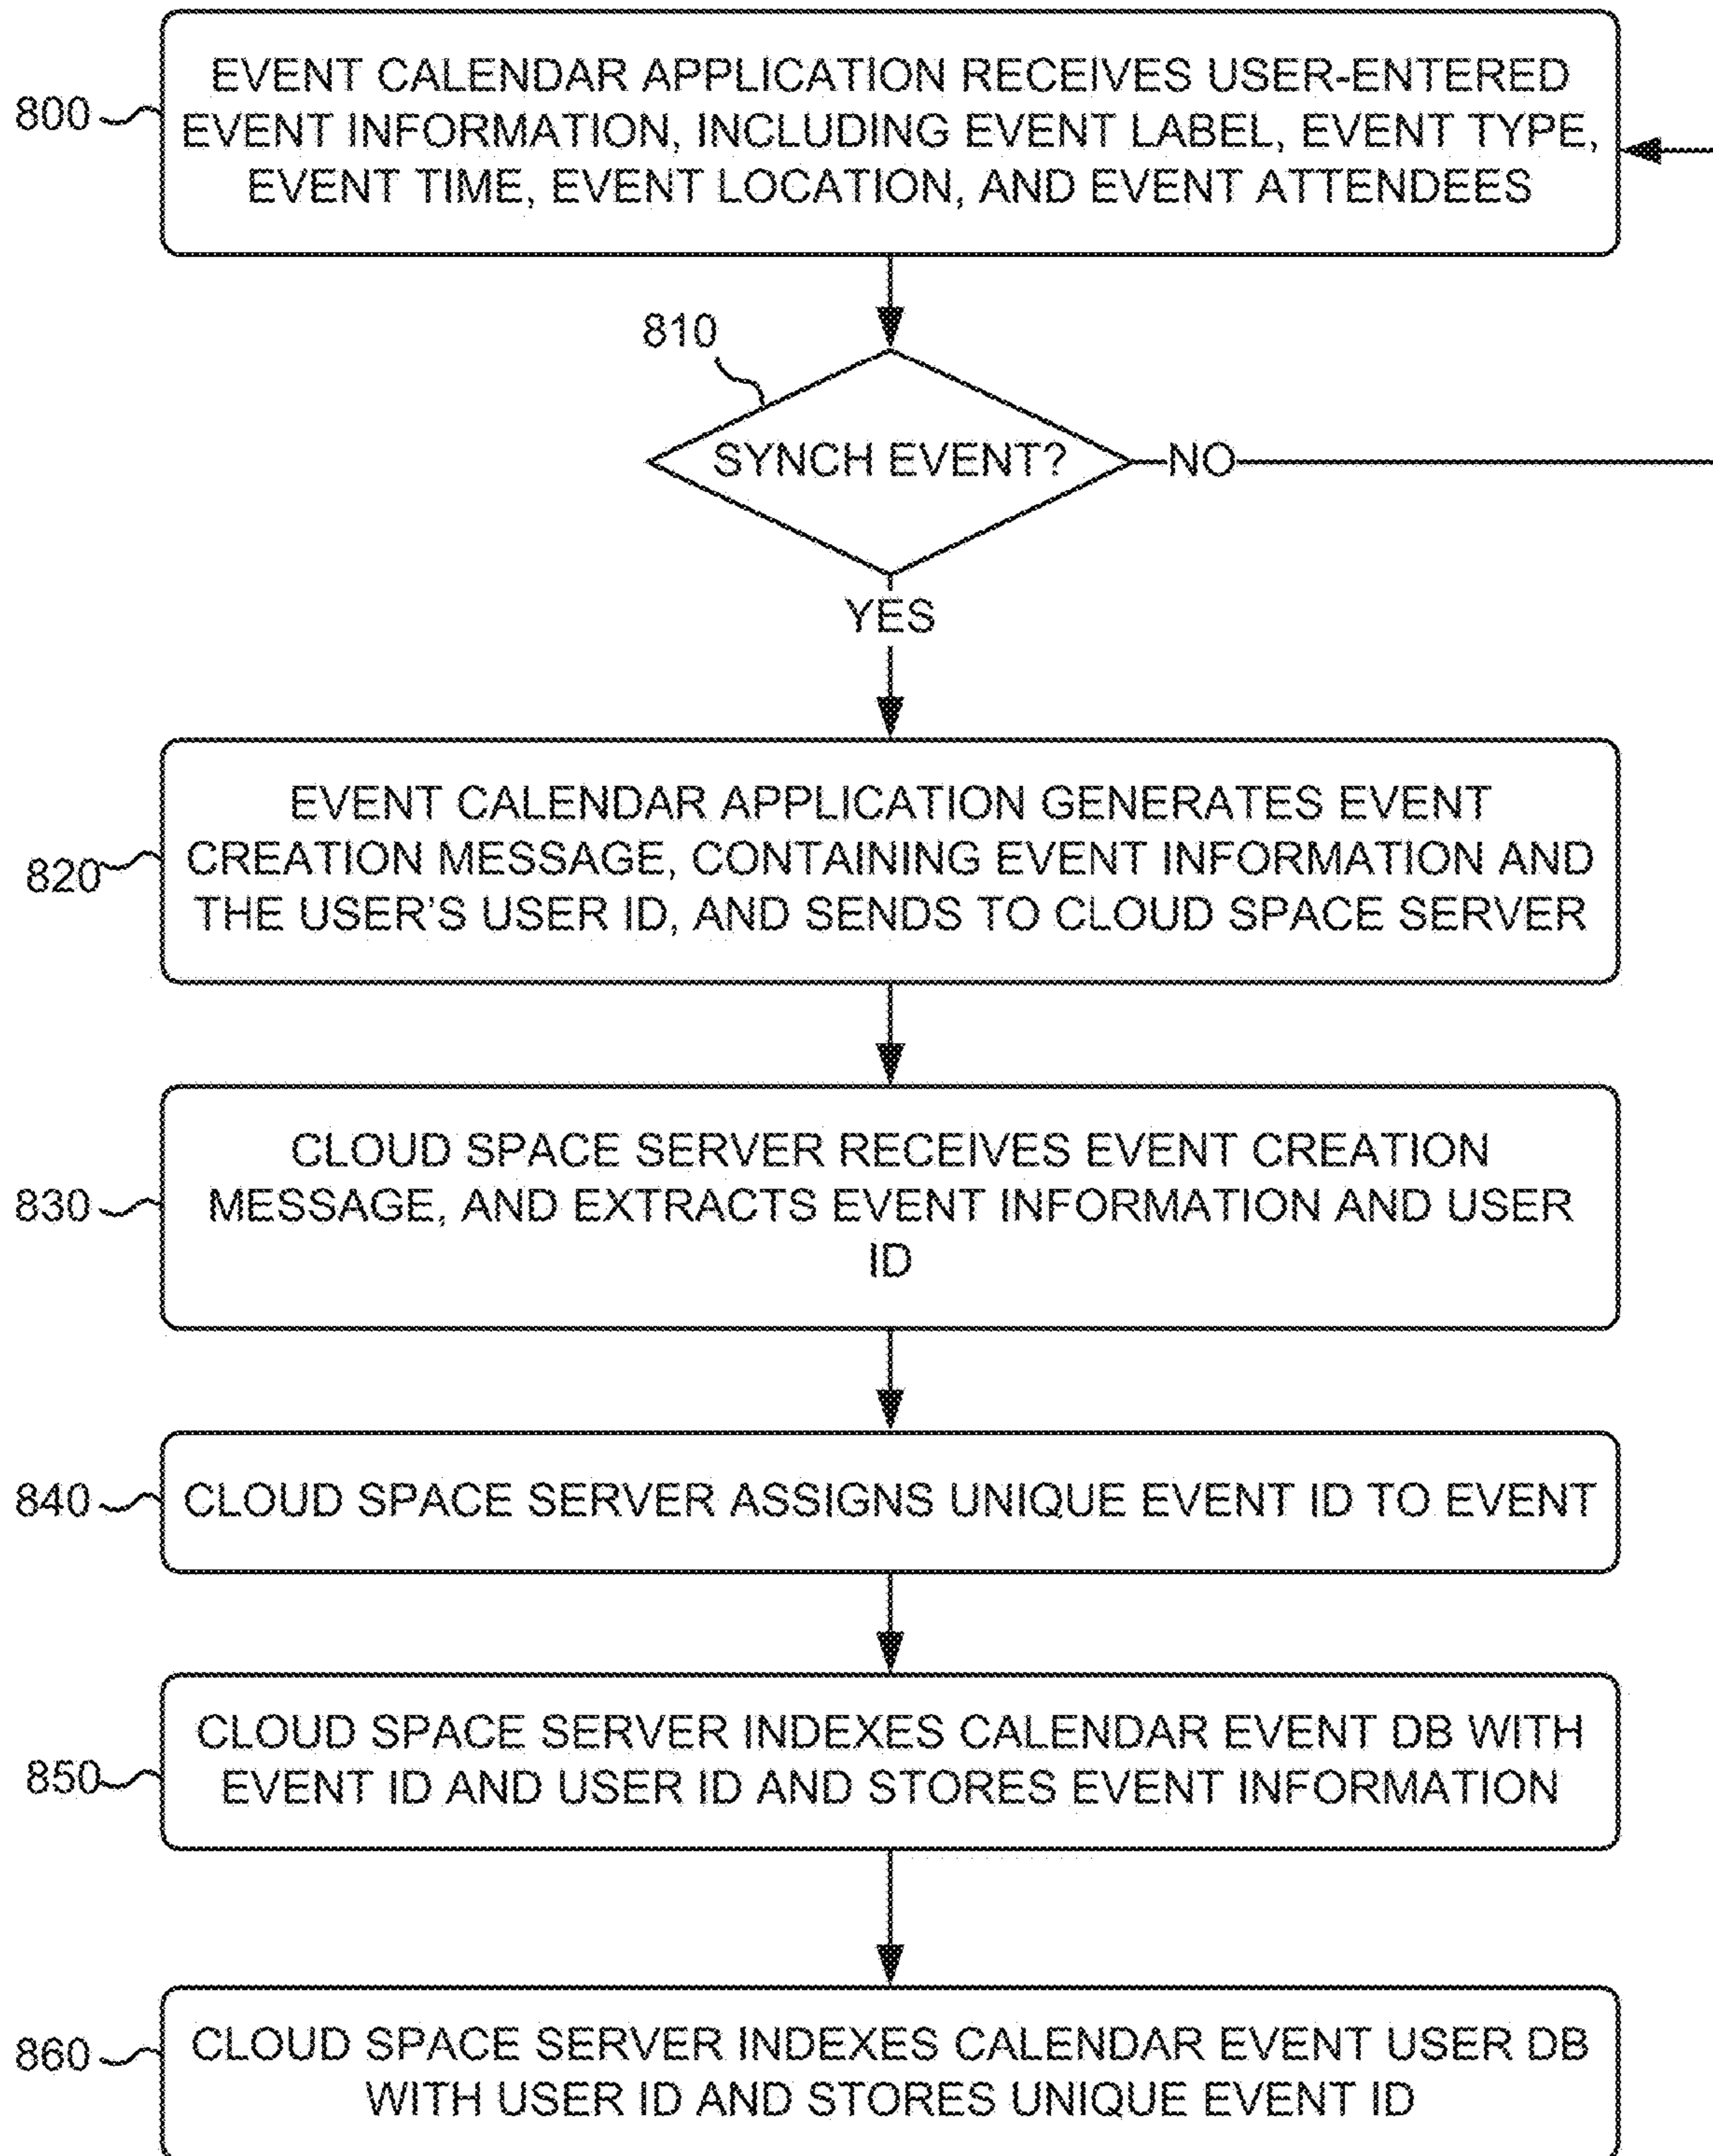 800
EVENT CALENDAR APPLICATION RECEIVES USER-ENTERED
EVENT INFORMATION, INCLUDING EVENT LABEL, EVENT TYPE,
EVENT TIME, EVENT LOCATION, AND EVENT ATTENDEES
810
SYNCH EVENT?
NO
YES
820
EVENT CALENDAR APPLICATION GENERATES EVENT
CREATION MESSAGE, CONTAINING EVENT INFORMATION AND
THE USER'S USER ID, AND SENDS TO CLOUD SPACE SERVER
830
CLOUD SPACE SERVER RECEIVES EVENT CREATION
MESSAGE, AND EXTRACTS EVENT INFORMATION AND USER
ID
840
CLOUD SPACE SERVER ASSIGNS UNIQUE EVENT ID TO EVENT
850
CLOUD SPACE SERVER INDEXES CALENDAR EVENT DB WITH
EVENT ID AND USER ID AND STORES EVENT INFORMATION
860
CLOUD SPACE SERVER INDEXES CALENDAR EVENT USER DB
WITH USER ID AND STORES UNIQUE EVENT ID